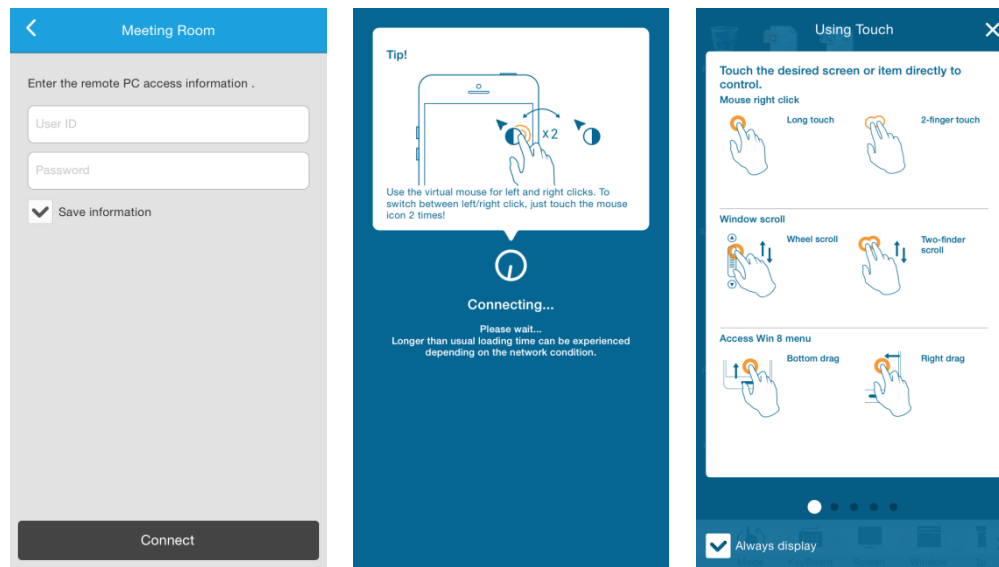 Meeting Room
Enter the remote PC access information .
User ID
Password
Save information
Connect
Tip!
x2
Use the virtual mouse for left and right clicks. To
switch between left/right click, just touch the mouse
icon 2 times!
Connecting...
Please wait...
Longer than usual loading time can be experienced
depending on the network condition.
Using Touch
Touch the desired screen or item directly to
control.
Mouse right click
Long touch
2-finger touch
Window scroll
Wheel scroll
Two-finder
scroll
Access Win 8 menu
Bottom drag
Right drag
Always display
Mode
Keyboard
Screen
Window